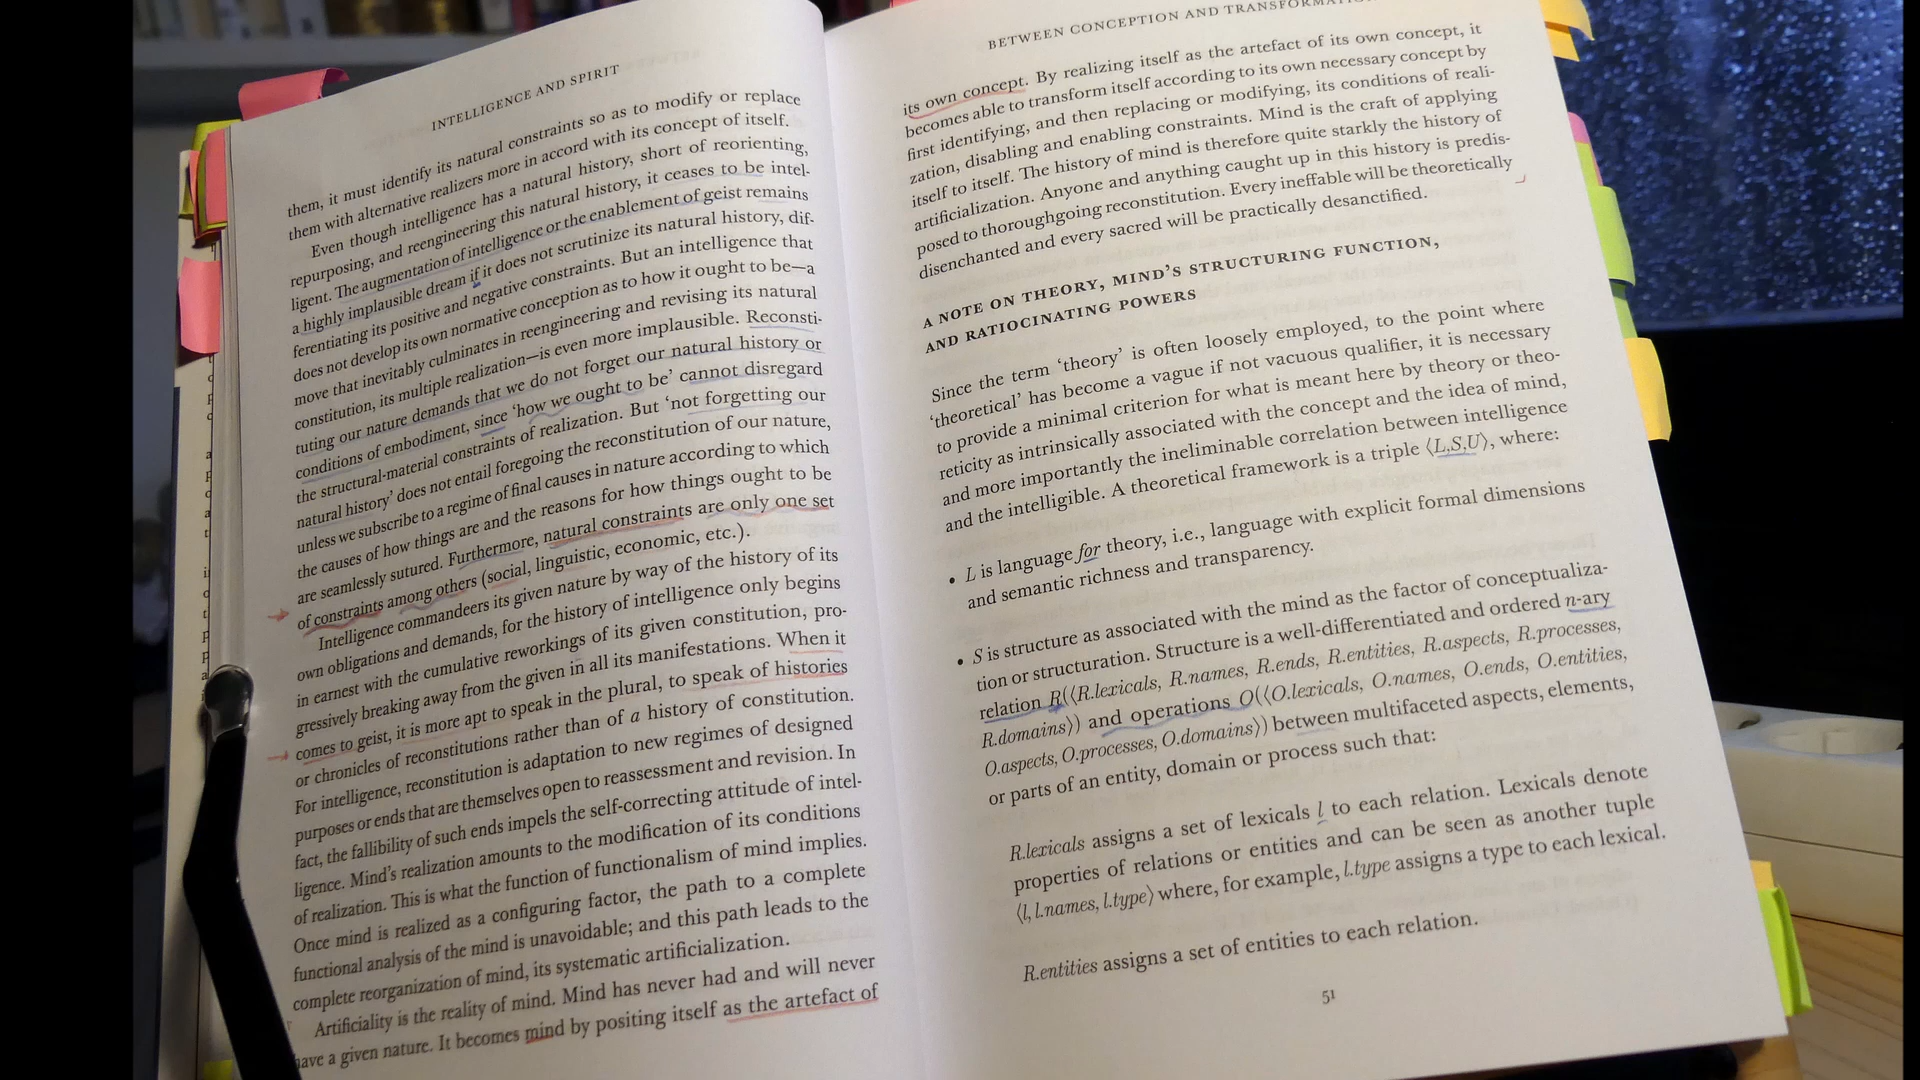 INTELLIGENCE AND SPIRIT
them, it must identify its natural constraints so as to modify or replace
them with alternative realizers more in accord with its concept of itself.
Even though intelligence has a natural history, short of reorienting,
repurposing, and reengineering this natural history, it ceases to be intel-
ligent. The augmentation of intelligence or the enablement of geist remains
a highly implausible dream if it does not scrutinize its natural history, dif-
ferentiating its positive and negative constraints. But an intelligence that
does not develop its own normative conception as to how it ought to be—a
move that inevitably culminates in reengineering and revising its natural
constitution, its multiple realization—is even more implausible. Reconsti-
tuting our nature demands that we do not forget our natural history or
conditions of embodiment, since ‘how we ought to be’ cannot disregard
the structural-material constraints of realization. But ‘not forgetting our
natural history’ does not entail foregoing the reconstitution of our nature,
unless we subscribe to a regime of final causes in nature according to which
the causes of how things are and the reasons for how things ought to be
are seamlessly sutured. Furthermore, natural constraints are only one set
of constraints among others (social, linguistic, economic, etc.).
Intelligence commandeers its given nature by way of the history of its
own obligations and demands, for the history of intelligence only begins
in earnest with the cumulative reworkings of its given constitution, pro-
gressively breaking away from the given in all its manifestations. When it
comes to geist, it is more apt to speak in the plural, to speak of histories
or chronicles of reconstitutions rather than of a history of constitution.
For intelligence, reconstitution is adaptation to new regimes of designed
purposes or ends that are themselves open to reassessment and revision. In
fact, the fallibility of such ends impels the self-correcting attitude of intel-
ligence. Mind’s realization amounts to the modification of its conditions
of realization. This is what the function of functionalism of mind implies.
Once mind is realized as a configuring factor, the path to a complete
functional analysis of the mind is unavoidable; and this path leads to the
complete reorganization of mind, its systematic artificialization.
Artificiality is the reality of mind. Mind has never had and will never
have a given nature. It becomes mind by positing itself as the artefact of
BETWEEN CONCEPTION AND
its own concept. By realizing itself as the artefact of its own concept, it
becomes able to transform itself according to its own necessary concept by
first identifying, and then replacing or modifying, its conditions of reali-
zation, disabling and enabling constraints. Mind is the craft of applying
itself to itself. The history of mind is therefore quite starkly the history of
artificialization. Anyone and anything caught up in this history is predis-
posed to thoroughgoing reconstitution. Every ineffable will be theoretically
disenchanted and every sacred will be practically desanctified.
A NOTE ON THEORY, MIND’S STRUCTURING FUNCTION,
AND RATIOCINATING POWERS
Since the term ‘theory’ is often loosely employed, to the point where
‘theoretical’ has become a vague if not vacuous qualifier, it is necessary
to provide a minimal criterion for what is meant here by theory or theo-
reticity as intrinsically associated with the concept and the idea of mind,
and more importantly the ineliminable correlation between intelligence
and the intelligible. A theoretical framework is a triple ⟨L,S,U⟩, where:
• L is language for theory, i.e., language with explicit formal dimensions
and semantic richness and transparency.
• S is structure as associated with the mind as the factor of conceptualiza-
tion or structuration. Structure is a well-differentiated and ordered n-ary
relation R(⟨R.lexicals, R.names, R.ends, R.entities, R.aspects, R.processes,
R.domains⟩) and operations O(⟨O.lexicals, O.names, O.ends, O.entities,
O.aspects, O.processes, O.domains⟩) between multifaceted aspects, elements,
or parts of an entity, domain or process such that:
R.lexicals assigns a set of lexicals l to each relation. Lexicals denote
properties of relations or entities and can be seen as another tuple
⟨l, l.names, l.type⟩ where, for example, l.type assigns a type to each lexical.
R.entities assigns a set of entities to each relation.
51